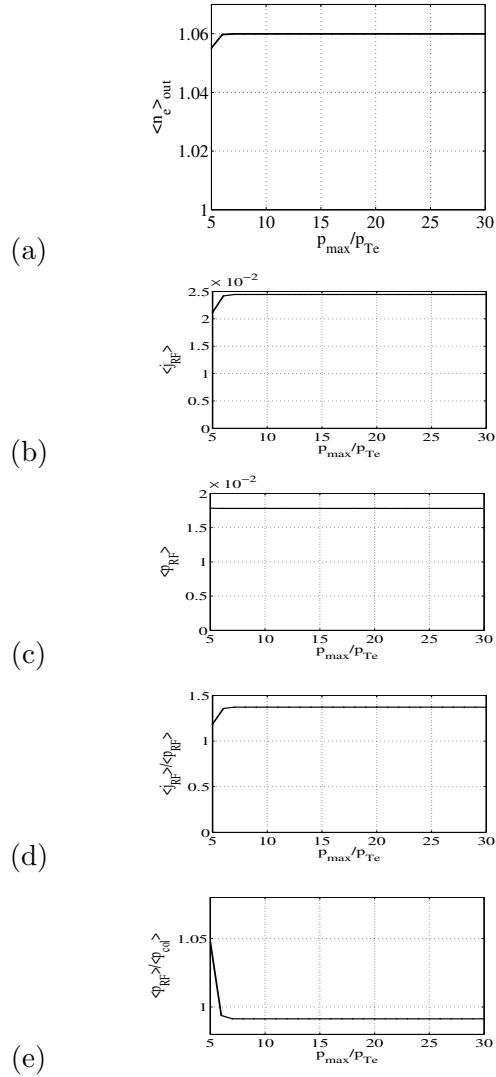 1.06
1.04
1.02
1
<n_e>_out
5 10 15 20 25 30
p_max/p_Te
(a)
× 10^−2
2.5
2
1.5
1
0.5
0
<j_RF>
5 10 15 20 25 30
p_max/p_Te
(b)
× 10^−2
2
1.5
1
0.5
0
<p_RF>
5 10 15 20 25 30
p_max/p_Te
(c)
1.5
1
0.5
0
<j_RF>/<p_RF>
5 10 15 20 25 30
p_max/p_Te
(d)
1.05
1
<p_RF>/<p_col>
5 10 15 20 25 30
p_max/p_Te
(e)